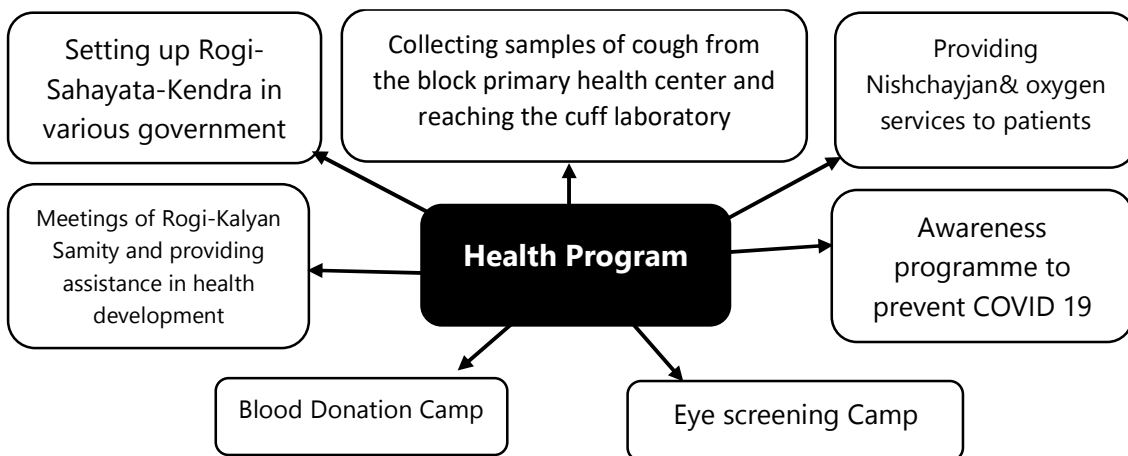 Setting up Rogi-
Sahayata-Kendra in
various government
Collecting samples of cough from
the block primary health center and
reaching the cuff laboratory
Providing
Nishchayjan& oxygen
services to patients
Meetings of Rogi-Kalyan
Samity and providing
assistance in health
development
Health Program
Awareness
programme to
prevent COVID 19
Blood Donation Camp
Eye screening Camp